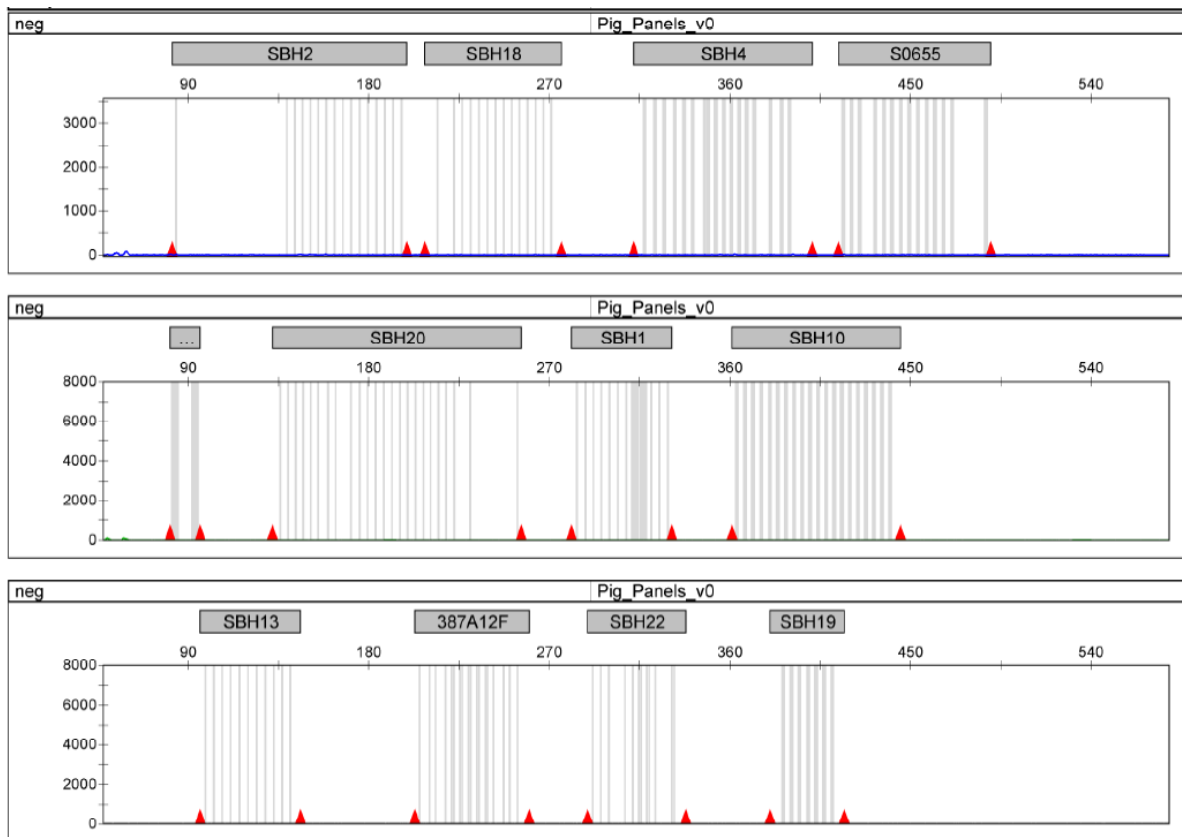 neg Pig_Panels_v0
SBH2 SBH18 SBH4 S0655
90 180 270 360 450 540
3000
2000
1000
0
neg Pig_Panels_v0
... SBH20 SBH1 SBH10
90 180 270 360 450 540
8000
6000
4000
2000
0
neg Pig_Panels_v0
SBH13 387A12F SBH22 SBH19
90 180 270 360 450 540
8000
6000
4000
2000
0